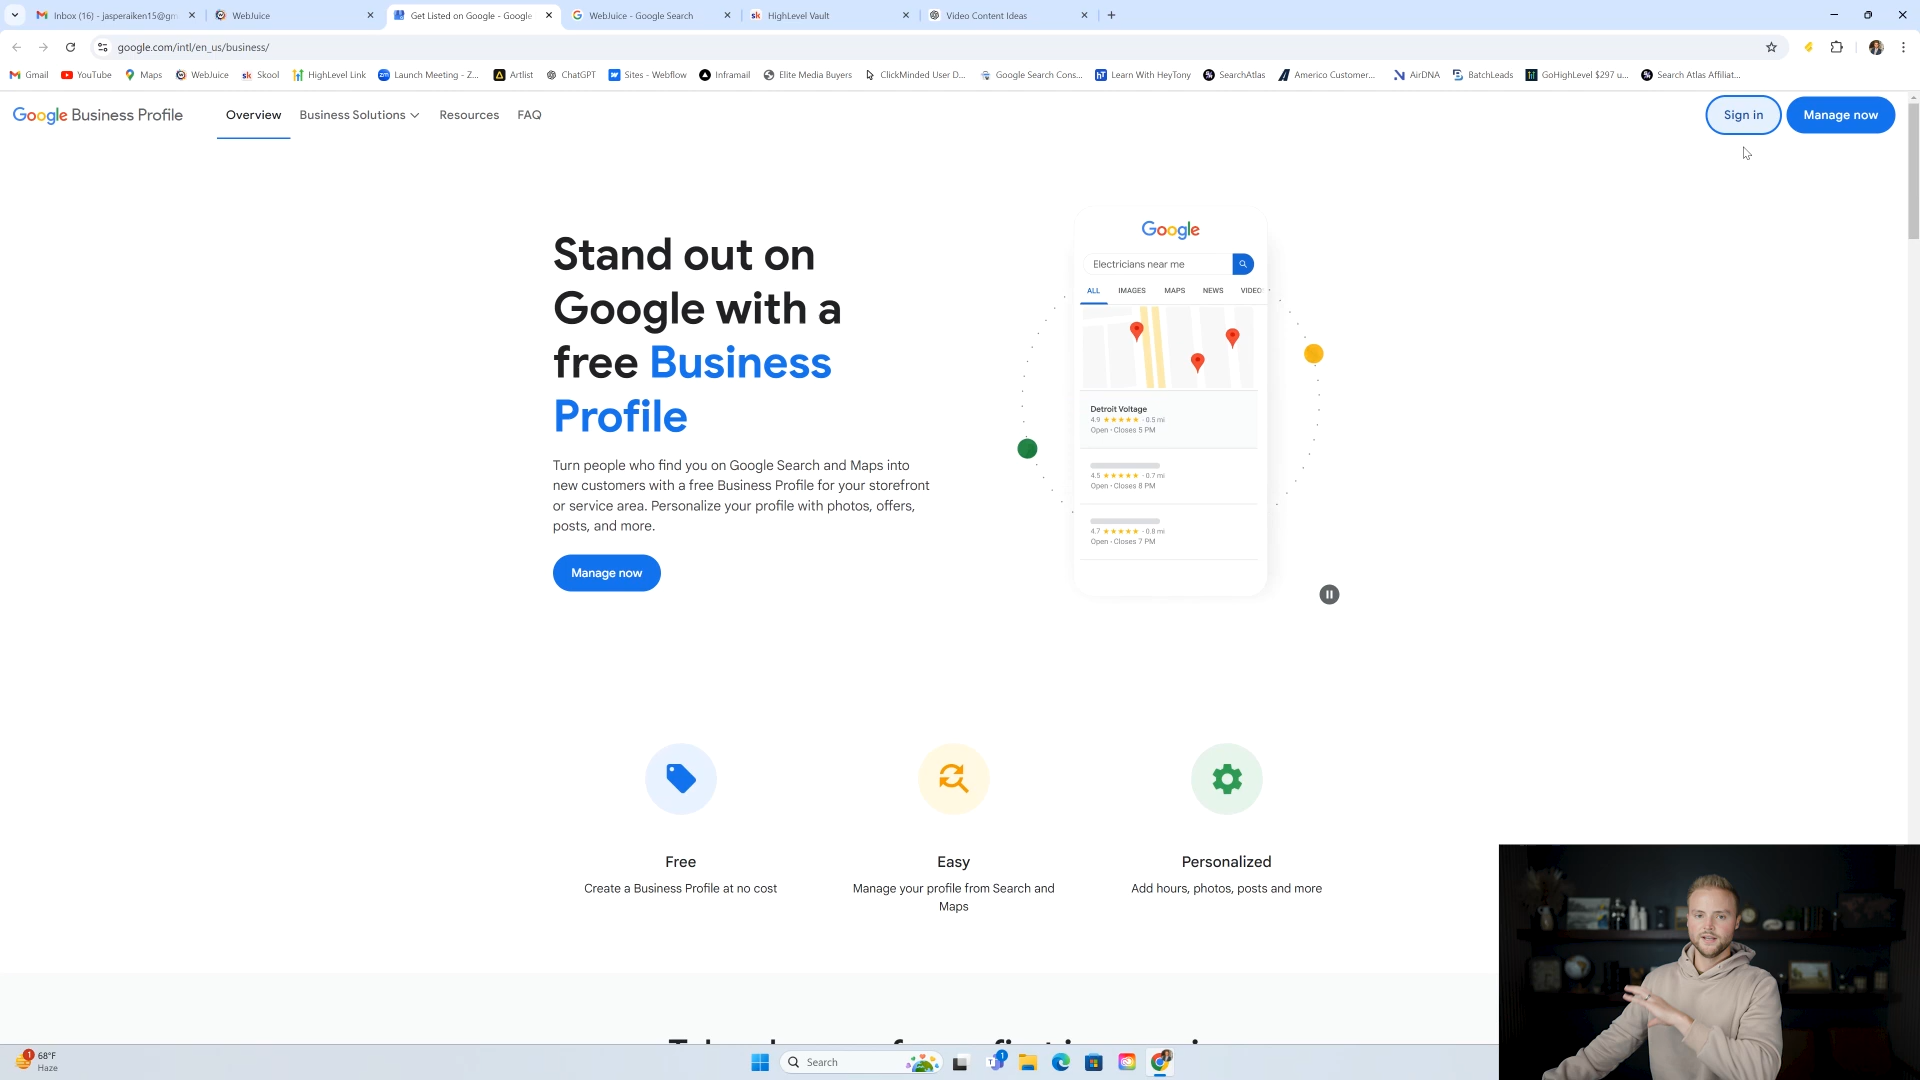 Inbox (16) - jasperaiken15@gm
WebJuice
Get Listed on Google - Google
WebJuice - Google Search
HighLevel Vault
Video Content Ideas
google.com/intl/en_us/business/
Gmail
YouTube
Maps
WebJuice
Skool
HighLevel Link
Launch Meeting - Z...
Artlist
ChatGPT
Sites - Webflow
Inframail
Elite Media Buyers
ClickMinded User D...
Google Search Cons...
Learn With HeyTony
SearchAtlas
Americo Customer...
AirDNA
BatchLeads
GoHighLevel $297 u...
Search Atlas Affiliat...
Google Business Profile
Overview
Business Solutions
Resources
FAQ
Sign in
Manage now
Stand out on
Google with a
free Business
Profile
Turn people who find you on Google Search and Maps into
new customers with a free Business Profile for your storefront
or service area. Personalize your profile with photos, offers,
posts, and more.
Manage now
Google
Electricians near me
ALL IMAGES MAPS NEWS VIDEO
Detroit Voltage
4.9 ★★★★★ · 0.5 mi
Open · Closes 5 PM
4.5 ★★★★★ · 0.7 mi
Open · Closes 8 PM
4.7 ★★★★★ · 0.8 mi
Open · Closes 7 PM
Free
Create a Business Profile at no cost
Easy
Manage your profile from Search and
Maps
Personalized
Add hours, photos, posts and more
1
68°F
Haze
Search
1